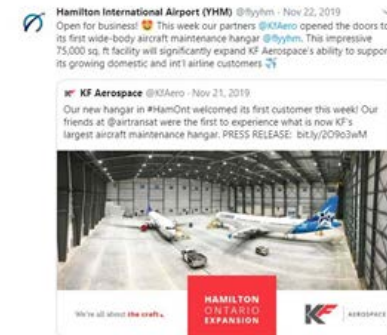 Hamilton International Airport (YHM) @flyyhm · Nov 22, 2019
Open for business! 🤩 This week our partners @KFAero opened the doors to
its first wide-body aircraft maintenance hangar @flyyhm. This impressive
75,000 sq. ft facility will significantly expand KF Aerospace's ability to support
its growing domestic and int'l airline customers ✈️
KF Aerospace @KFAero · Nov 21, 2019
Our new hangar in #HamOnt welcomed its first customer this week! Our
friends at @airtransat were the first to experience what is now KF's
largest aircraft maintenance hangar. PRESS RELEASE: bit.ly/2O9o3wM
We're all about the craft.
HAMILTON
ONTARIO
EXPANSION
KF AEROSPACE